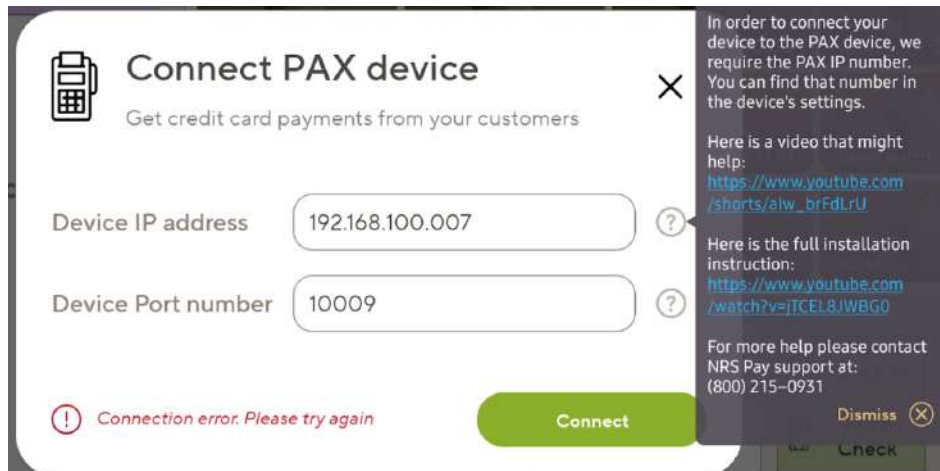 Connect PAX device
Get credit card payments from your customers
Device IP address
192.168.100.007
?
Device Port number
10009
?
Connection error. Please try again
Connect
In order to connect your
device to the PAX device, we
require the PAX IP number.
You can find that number in
the device's settings.
Here is a video that might
help:
https://www.youtube.com
/shorts/alw_brFdLrU
Here is the full installation
instruction:
https://www.youtube.com
/watch?v=jTCEL8JWBG0
For more help please contact
NRS Pay support at:
(800) 215–0931
Dismiss
Check